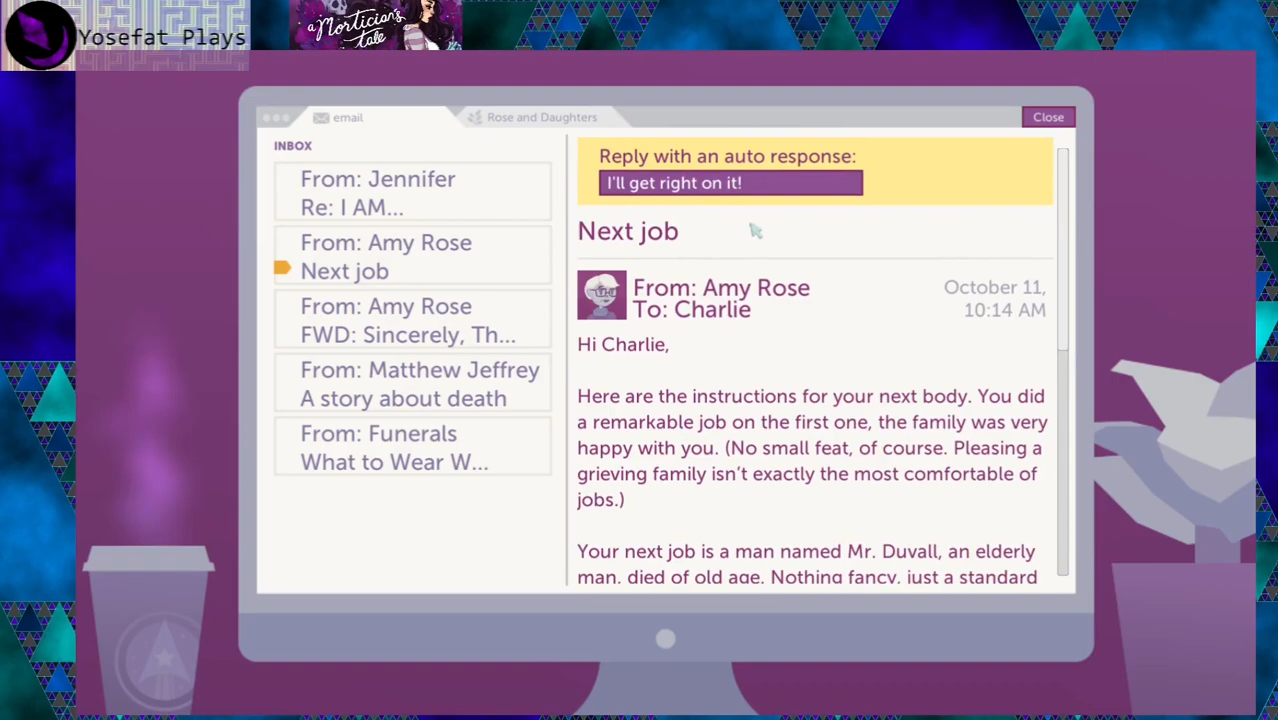 Yosefat Plays
a Mortician's
tale
email
Rose and Daughters
Close
INBOX
From: Jennifer
Re: I AM...
From: Amy Rose
Next job
From: Amy Rose
FWD: Sincerely, Th...
From: Matthew Jeffrey
A story about death
From: Funerals
What to Wear W...
Reply with an auto response:
I'll get right on it!
Next job
From: Amy Rose
To: Charlie
October 11,
10:14 AM
Hi Charlie,
Here are the instructions for your next body. You did
a remarkable job on the first one, the family was very
happy with you. (No small feat, of course. Pleasing a
grieving family isn't exactly the most comfortable of
jobs.)
Your next job is a man named Mr. Duvall, an elderly
man, died of old age. Nothing fancy, just a standard